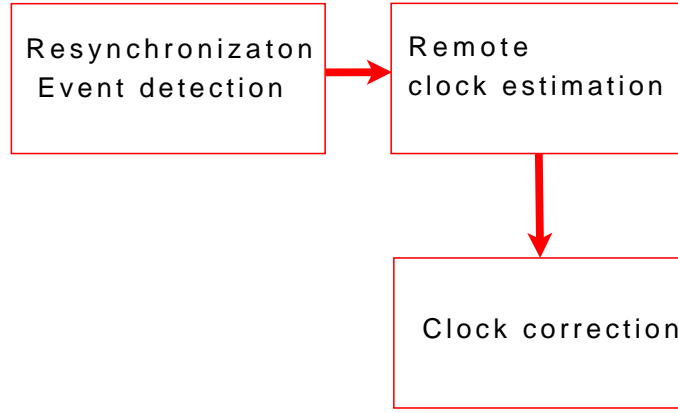 Resynchronizaton
Event detection
Remote
clock estimation
Clock correction